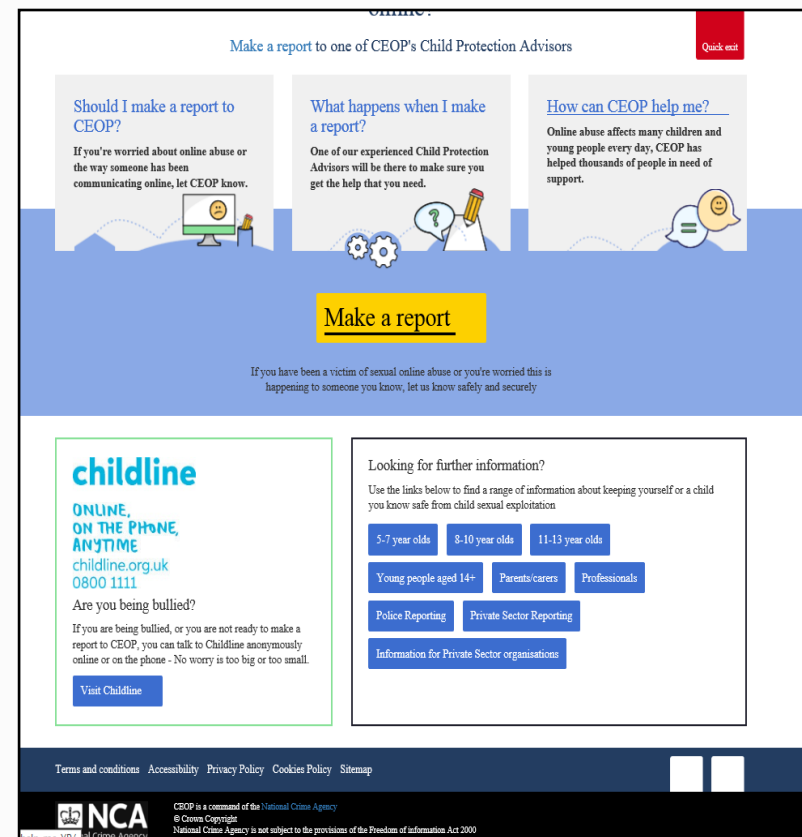 online?
Make a report to one of CEOP's Child Protection Advisors
Quick exit
Should I make a report to
CEOP?
If you're worried about online abuse or
the way someone has been
communicating online, let CEOP know.
What happens when I make
a report?
One of our experienced Child Protection
Advisors will be there to make sure you
get the help that you need.
How can CEOP help me?
Online abuse affects many children and
young people every day, CEOP has
helped thousands of people in need of
support.
Make a report
If you have been a victim of sexual online abuse or you're worried this is
happening to someone you know, let us know safely and securely
childline
ONLINE,
ON THE PHONE,
ANYTIME
childline.org.uk
0800 1111
Are you being bullied?
If you are being bullied, or you are not ready to make a
report to CEOP, you can talk to Childline anonymously
online or on the phone - No worry is too big or too small.
Visit Childline
Looking for further information?
Use the links below to find a range of information about keeping yourself or a child
you know safe from child sexual exploitation
5-7 year olds 8-10 year olds 11-13 year olds
Young people aged 14+ Parents/carers Professionals
Police Reporting Private Sector Reporting
Information for Private Sector organisations
Terms and conditions Accessibility Privacy Policy Cookies Policy Sitemap
NCA
Crime Agency
CEOP is a command of the National Crime Agency
© Crown Copyright
National Crime Agency is not subject to the provisions of the Freedom of information Act 2000